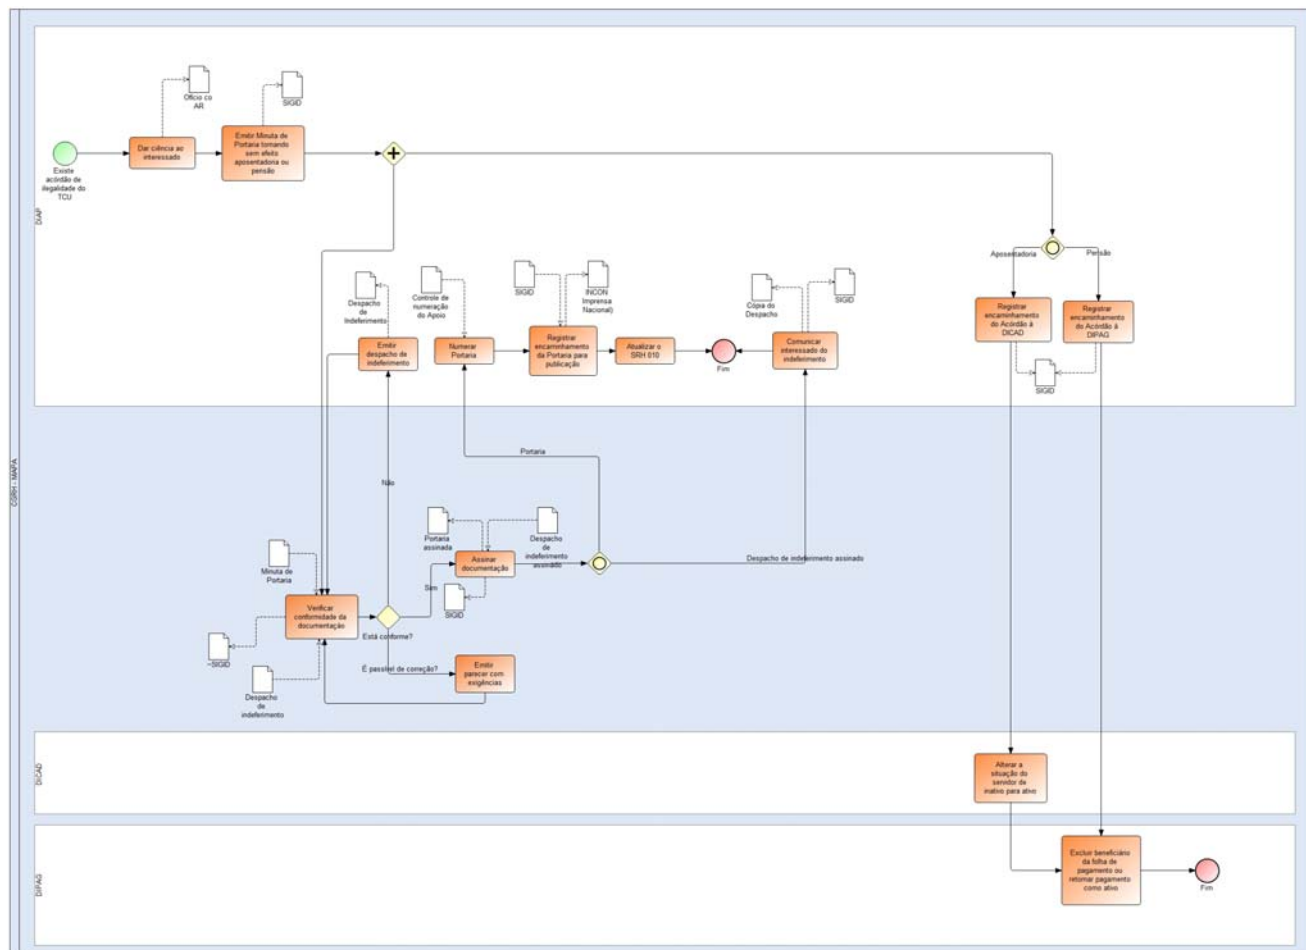 CGRH - MAPA
DIAP
Existe
acórdão de
ilegalidade do
TCU
Dar ciência ao
interessado
Ofício co
AR
Emitir Minuta de
Portaria tornando
sem efeito
aposentadoria ou
pensão
SIGID
Aposentadoria
Pensão
Registrar
encaminhamento
do Acórdão à
DICAD
Registrar
encaminhamento
do Acórdão à
DIPAG
SIGID
Despacho
de
Indeferimento
Emitir
despacho de
indeferimento
Controle de
numeração
do Apoio
Numerar
Portaria
SIGID
INCON
Imprensa
Nacional)
Registrar
encaminhamento
da Portaria para
publicação
Atualizar o
SRH 010
Fim
Cópia do
Despacho
SIGID
Comunicar
interessado do
indeferimento
Portaria
Não
Portaria
assinada
Despacho
de
indeferimento
assinado
Assinar
documentação
SIGID
Despacho de indeferimento assinado
Minuta de
Portaria
Sim
Verificar
conformidade da
documentação
Está conforme?
~SIGID
Despacho
de
indeferimento
É passível de correção?
Emitir
parecer com
exigências
DICAD
Alterar a
situação do
servidor de
inativo para ativo
DIPAG
Excluir beneficiário
da folha de
pagamento ou
retornar pagamento
como ativo
Fim